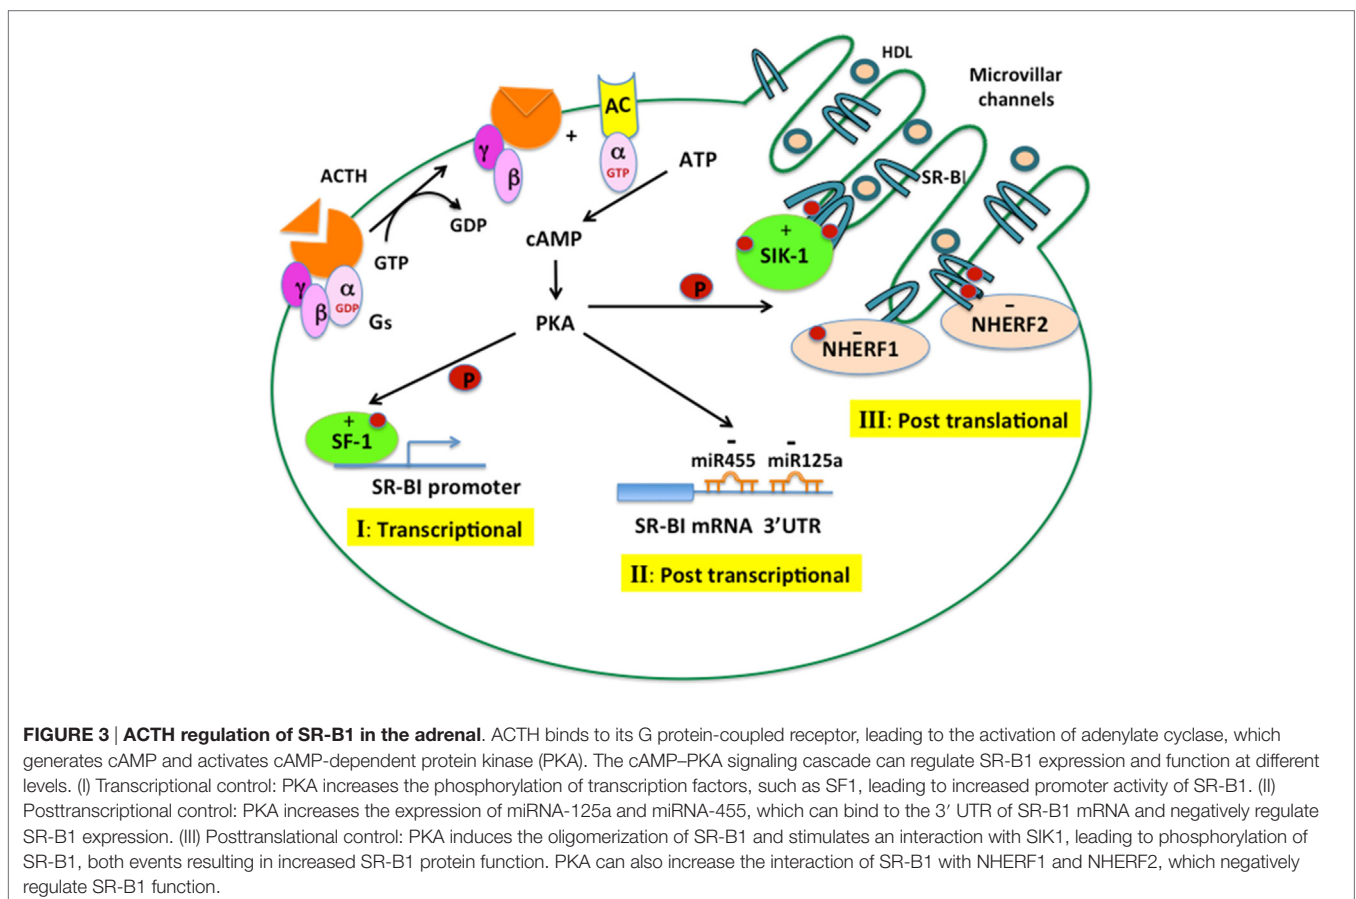 HDL
Microvillar
channels
AC
+
γ
α
GTP
ATP
β
ACTH
SR-BI
GDP
+
cAMP
SIK-1
GTP
γ
α
β
GDP
Gs
P
PKA
–
NHERF2
–
NHERF1
P
+
SF-1
III: Post translational
– –
miR455 miR125a
SR-BI promoter
SR-BI mRNA 3’UTR
I: Transcriptional
II: Post transcriptional
FIGURE 3 | ACTH regulation of SR-B1 in the adrenal. ACTH binds to its G protein-coupled receptor, leading to the activation of adenylate cyclase, which
generates cAMP and activates cAMP-dependent protein kinase (PKA). The cAMP–PKA signaling cascade can regulate SR-B1 expression and function at different
levels. (I) Transcriptional control: PKA increases the phosphorylation of transcription factors, such as SF1, leading to increased promoter activity of SR-B1. (II)
Posttranscriptional control: PKA increases the expression of miRNA-125a and miRNA-455, which can bind to the 3′ UTR of SR-B1 mRNA and negatively regulate
SR-B1 expression. (III) Posttranslational control: PKA induces the oligomerization of SR-B1 and stimulates an interaction with SIK1, leading to phosphorylation of
SR-B1, both events resulting in increased SR-B1 protein function. PKA can also increase the interaction of SR-B1 with NHERF1 and NHERF2, which negatively
regulate SR-B1 function.